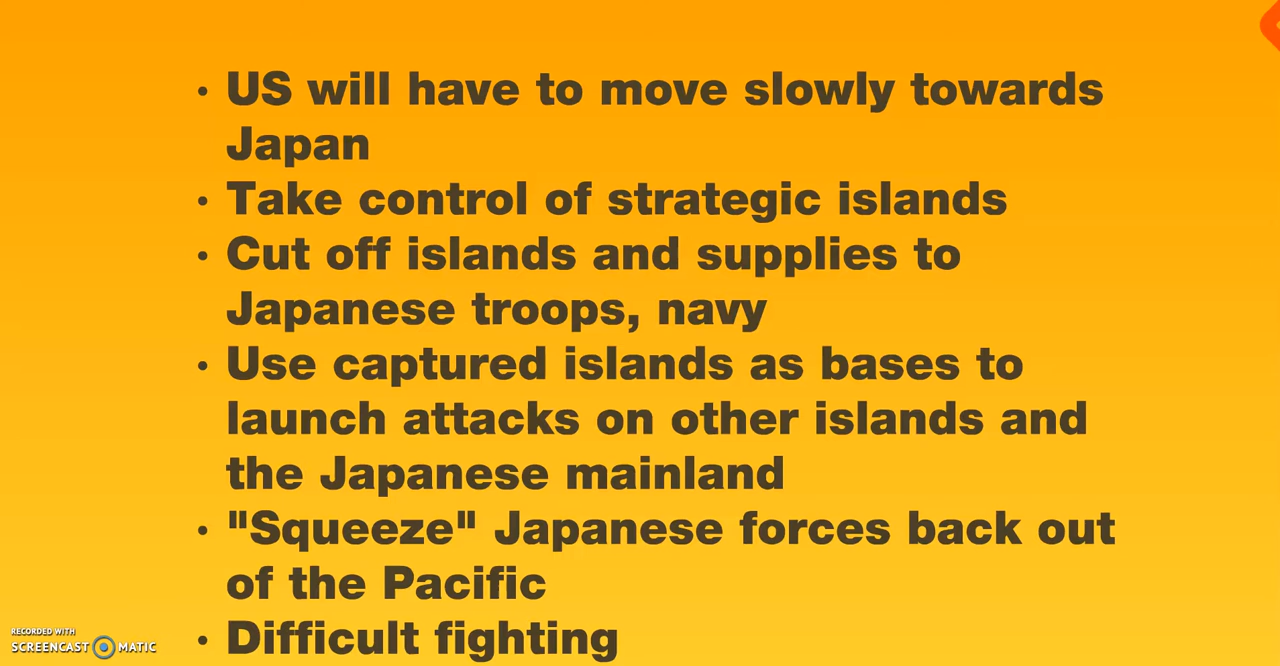 • US will have to move slowly towards
Japan
• Take control of strategic islands
• Cut off islands and supplies to
Japanese troops, navy
• Use captured islands as bases to
launch attacks on other islands and
the Japanese mainland
• "Squeeze" Japanese forces back out
of the Pacific
• Difficult fighting
RECORDED WITH
SCREENCAST MATIC